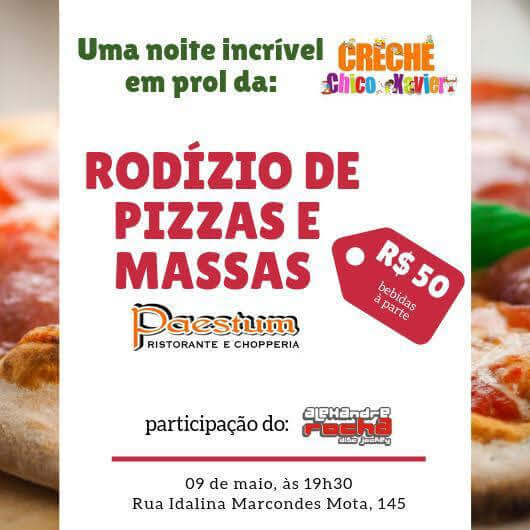 Uma noite incrível
em prol da:
CRECHE
Chico Xavier
RODÍZIO DE
PIZZAS E
MASSAS
R$ 50
bebidas
à parte
Paestum
RISTORANTE E CHOPPERIA
participação do:
alexandre
rocha
disc jockey
09 de maio, às 19h30
Rua Idalina Marcondes Mota, 145